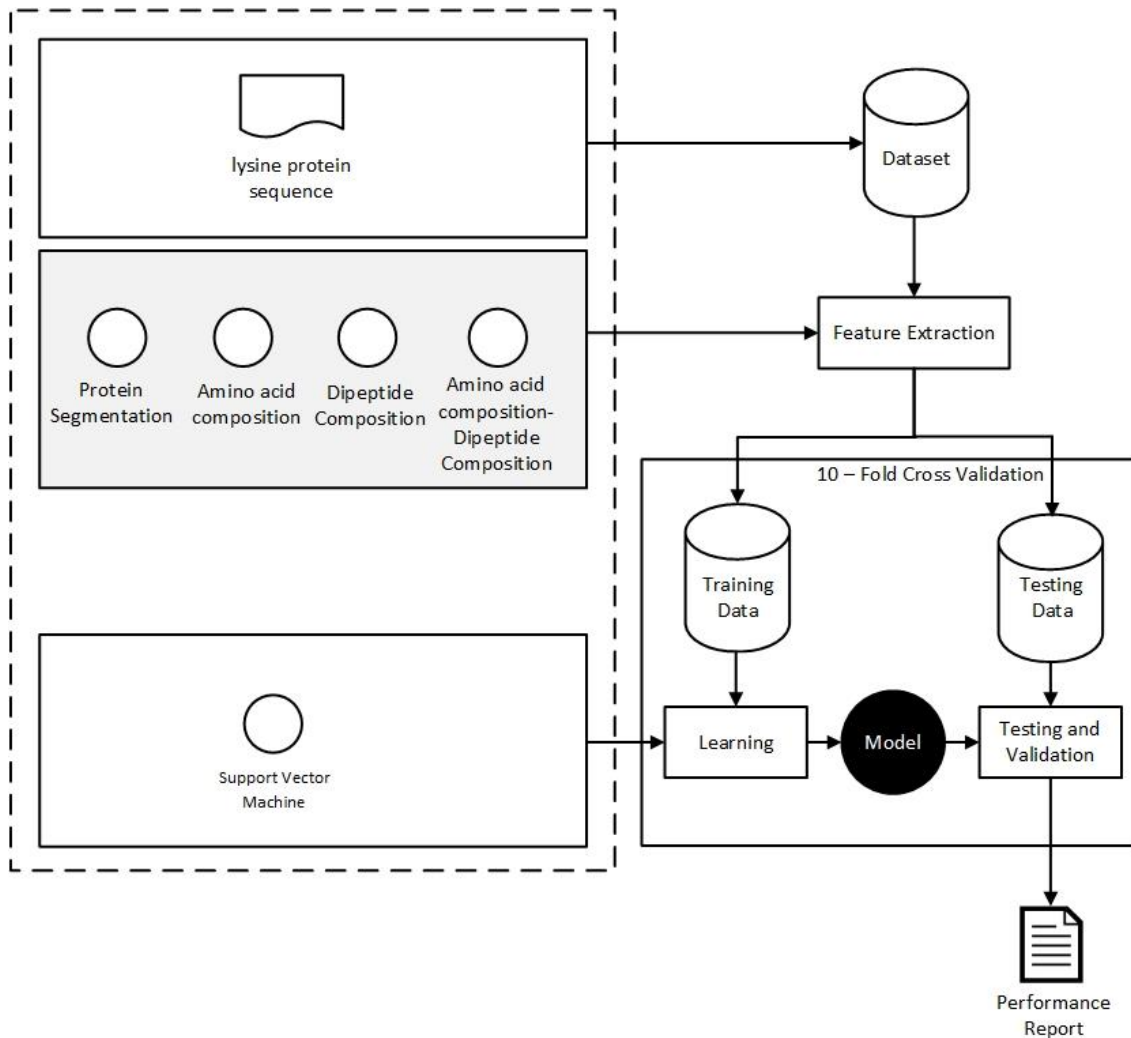 lysine protein
sequence
Dataset
Protein
Segmentation
Amino acid
composition
Dipeptide
Composition
Amino acid
composition-
Dipeptide
Composition
Feature Extraction
10 – Fold Cross Validation
Training
Data
Testing
Data
Support Vector
Machine
Learning
Model
Testing and
Validation
Performance
Report